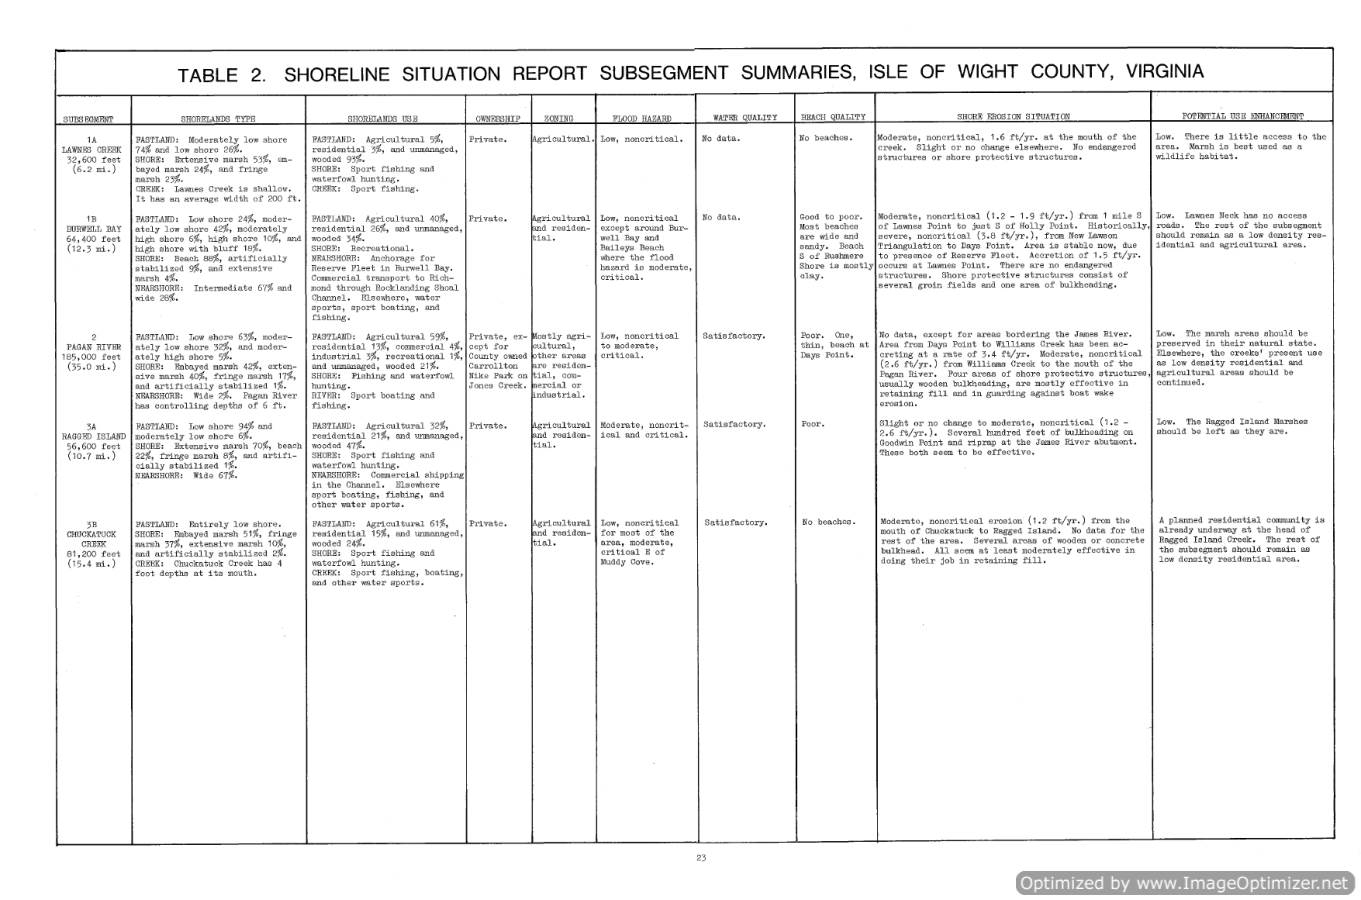 TABLE 2. SHORELINE SITUATION REPORT SUBSEGMENT SUMMARIES, ISLE OF WIGHT COUNTY, VIRGINIA
SUBSEGMENT
SHORELANDS TYPE
SHORELANDS USE
OWNERSHIP
ZONING
FLOOD HAZARD
WATER QUALITY
BEACH QUALITY
SHORE EROSION SITUATION
POTENTIAL USE ENHANCEMENT
1A
LAWNES CREEK
32,600 feet
(6.2 mi.)
FASTLAND: Moderately low shore
74% and low shore 26%.
SHORE: Extensive marsh 53%, em-
bayed marsh 24%, and fringe
marsh 23%.
CREEK: Lawnes Creek is shallow.
It has an average width of 200 ft.
FASTLAND: Agricultural 5%,
residential 3%, and unmanaged,
wooded 93%.
SHORE: Sport fishing and
waterfowl hunting.
CREEK: Sport fishing.
Private.
Agricultural.
Low, noncritical.
No data.
No beaches.
Moderate, noncritical, 1.6 ft/yr. at the mouth of the
creek. Slight or no change elsewhere. No endangered
structures or shore protective structures.
Low. There is little access to the
area. Marsh is best used as a
wildlife habitat.
1B
BURWELL BAY
64,400 feet
(12.3 mi.)
FASTLAND: Low shore 24%, moder-
ately low shore 42%, moderately
high shore 6%, high shore 10%, and
high shore with bluff 18%.
SHORE: Beach 88%, artificially
stabilized 9%, and extensive
marsh 4%.
NEARSHORE: Intermediate 67% and
wide 28%.
FASTLAND: Agricultural 40%,
residential 26%, and unmanaged,
wooded 34%.
SHORE: Recreational.
NEARSHORE: Anchorage for
Reserve Fleet in Burwell Bay.
Commercial transport to Rich-
mond through Rocklanding Shoal
Channel. Elsewhere, water
sports, sport boating, and
fishing.
Private.
Agricultural
and residen-
tial.
Low, noncritical
except around Bur-
well Bay and
Baileys Beach
where the flood
hazard is moderate,
critical.
No data.
Good to poor.
Most beaches
are wide and
sandy. Beach
S of Rushmere
Shore is mostly
clay.
Moderate, noncritical (1.2 - 1.9 ft/yr.) from 1 mile S
of Lawnes Point to just S of Holly Point. Historically,
severe, noncritical (3.8 ft/yr.), from New Lawson
Triangulation to Days Point. Area is stable now, due
to presence of Reserve Fleet. Accretion of 1.5 ft/yr.
occurs at Lawnes Point. There are no endangered
structures. Shore protective structures consist of
several groin fields and one area of bulkheading.
Low. Lawnes Neck has no access
roads. The rest of the subsegment
should remain as a low density res-
idential and agricultural area.
2
PAGAN RIVER
185,000 feet
(35.0 mi.)
FASTLAND: Low shore 63%, moder-
ately low shore 32%, and moder-
ately high shore 5%.
SHORE: Embayed marsh 42%, exten-
sive marsh 40%, fringe marsh 17%,
and artificially stabilized 1%.
NEARSHORE: Wide 2%. Pagan River
has controlling depths of 6 ft.
FASTLAND: Agricultural 59%,
residential 13%, commercial 4%,
industrial 3%, recreational 1%,
and unmanaged, wooded 21%.
SHORE: Fishing and waterfowl
hunting.
RIVER: Sport boating and
fishing.
Private, ex-
cept for
County owned
Carrollton
Nike Park on
Jones Creek.
Mostly agri-
cultural,
other areas
are residen-
tial, com-
mercial or
industrial.
Low, noncritical
to moderate,
critical.
Satisfactory.
Poor. One,
thin, beach at
Days Point.
No data, except for areas bordering the James River.
Area from Days Point to Williams Creek has been ac-
creting at a rate of 3.4 ft/yr. Moderate, noncritical
(2.6 ft/yr.) from Williams Creek to the mouth of the
Pagan River. Four areas of shore protective structures,
usually wooden bulkheading, are mostly effective in
retaining fill and in guarding against boat wake
erosion.
Low. The marsh areas should be
preserved in their natural state.
Elsewhere, the creeks' present use
as low density residential and
agricultural areas should be
continued.
3A
RAGGED ISLAND
56,600 feet
(10.7 mi.)
FASTLAND: Low shore 94% and
moderately low shore 6%.
SHORE: Extensive marsh 70%, beach
22%, fringe marsh 8%, and artifi-
cially stabilized 1%.
NEARSHORE: Wide 67%.
FASTLAND: Agricultural 32%,
residential 21%, and unmanaged,
wooded 47%.
SHORE: Sport fishing and
waterfowl hunting.
NEARSHORE: Commercial shipping
in the Channel. Elsewhere
sport boating, fishing, and
other water sports.
Private.
Agricultural
and residen-
tial.
Moderate, noncrit-
ical and critical.
Satisfactory.
Poor.
Slight or no change to moderate, noncritical (1.2 -
2.6 ft/yr.). Several hundred feet of bulkheading on
Goodwin Point and riprap at the James River abutment.
These both seem to be effective.
Low. The Ragged Island Marshes
should be left as they are.
3B
CHUCKATUCK
CREEK
81,200 feet
(15.4 mi.)
FASTLAND: Entirely low shore.
SHORE: Embayed marsh 51%, fringe
marsh 37%, extensive marsh 10%,
and artificially stabilized 2%.
CREEK: Chuckatuck Creek has 4
foot depths at its mouth.
FASTLAND: Agricultural 61%,
residential 15%, and unmanaged,
wooded 24%.
SHORE: Sport fishing and
waterfowl hunting.
CREEK: Sport fishing, boating,
and other water sports.
Private.
Agricultural
and residen-
tial.
Low, noncritical
for most of the
area, moderate,
critical E of
Muddy Cove.
Satisfactory.
No beaches.
Moderate, noncritical erosion (1.2 ft/yr.) from the
mouth of Chuckatuck to Ragged Island. No data for the
rest of the area. Several areas of wooden or concrete
bulkhead. All seem at least moderately effective in
doing their job in retaining fill.
A planned residential community is
already underway at the head of
Ragged Island Creek. The rest of
the subsegment should remain as
low density residential area.
23
Optimized by www.ImageOptimizer.net